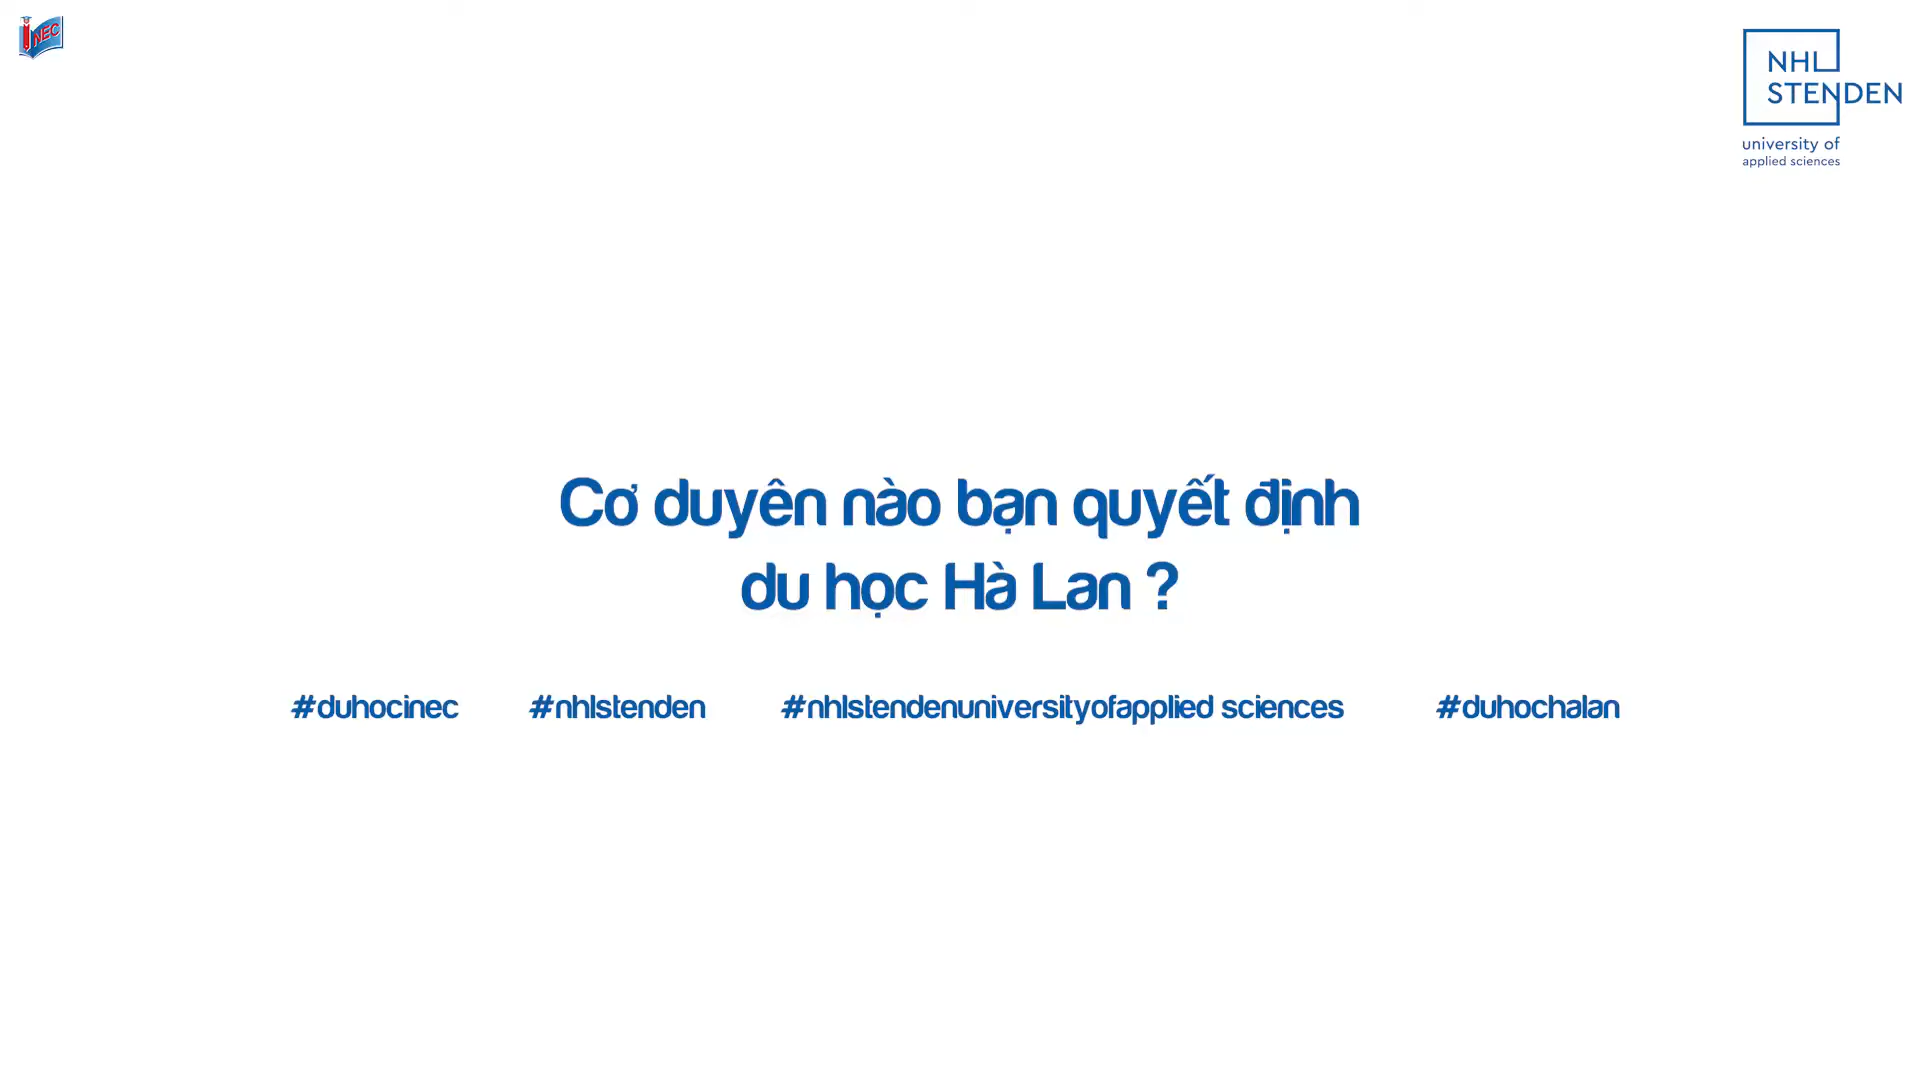 iNEC
NHL
STENDEN
university of
applied sciences
Cơ duyên nào bạn quyết định
du học Hà Lan ?
#duhocinec #nhlstenden #nhlstendenuniversityofapplied sciences #duhochalan